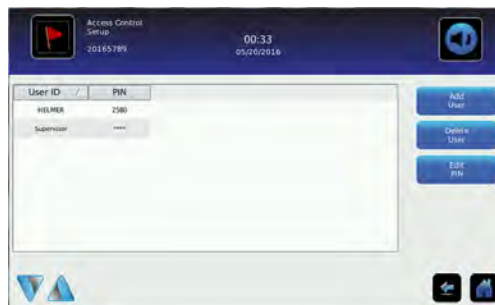 Access Control
Setup
20165789
00:33
05/20/2016
User ID / PIN
HELMER 2580
Supervisor ****
Add
User
Delete
User
Edit
PIN